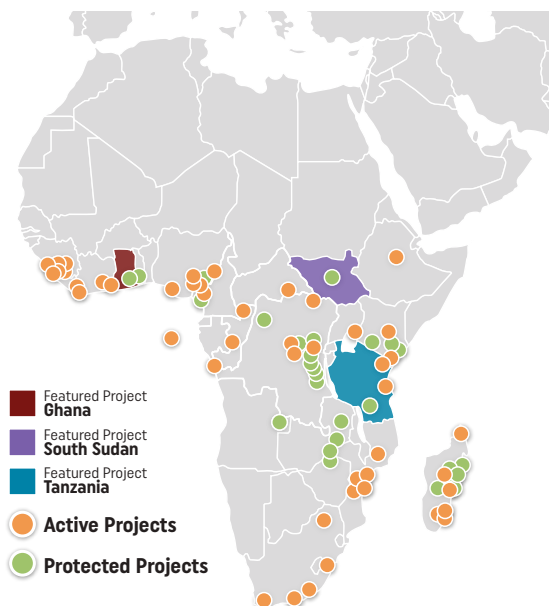 Featured Project
Ghana
Featured Project
South Sudan
Featured Project
Tanzania
Active Projects
Protected Projects